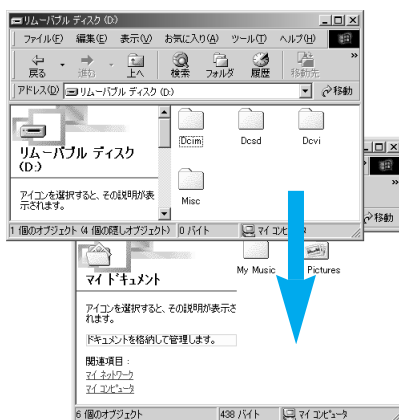 リムーバブル ディスク (D:)
ファイル(F) 編集(E) 表示(V) お気に入り(A) ツール(T) ヘルプ(H)
戻る 進む 上へ 検索 フォルダ 履歴 移動先 »
アドレス(D) リムーバブル ディスク (D:) 移動
リムーバブル ディスク
(D:)
アイコンを選択すると、その説明が表
示されます。
Dcim Dcsd Dcvi
Misc
1 個のオブジェクト (4 個の隠しオブジェクト) 0 バイト マイ コンピュータ
»
移動
マイ ドキュメント
アイコンを選択すると、その説明が表示さ
れます。
ドキュメントを格納して管理します。
関連項目 :
マイ ネットワーク
マイ コンピュータ
My Music Pictures
6 個のオブジェクト 438 バイト マイ コンピュータ